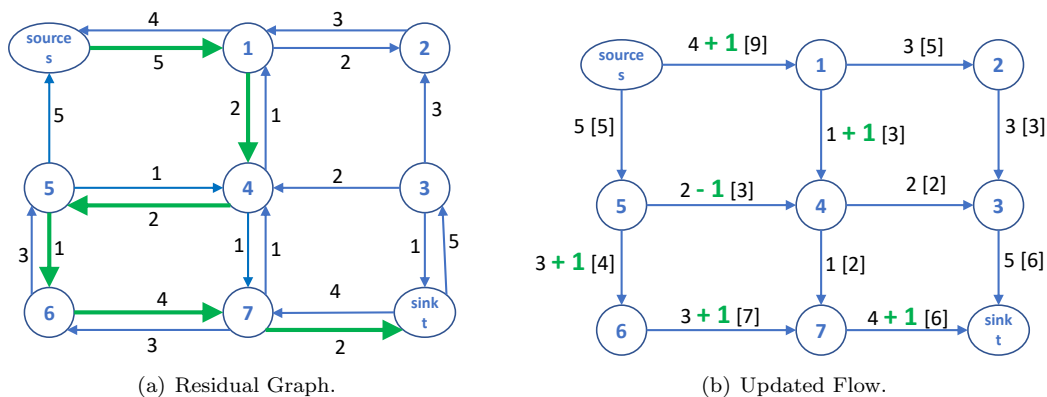 4
3
source
s
1
2
5
2
5
2
1
3
5
1
4
2
3
2
1
3
1
1
1
5
6
4
7
4
sink
t
3
2
(a) Residual Graph.
source
s
4 + 1 [9]
1
3 [5]
2
5 [5]
1 + 1 [3]
3 [3]
5
2 - 1 [3]
4
2 [2]
3
3 + 1 [4]
1 [2]
5 [6]
6
3 + 1 [7]
7
4 + 1 [6]
sink
t
(b) Updated Flow.